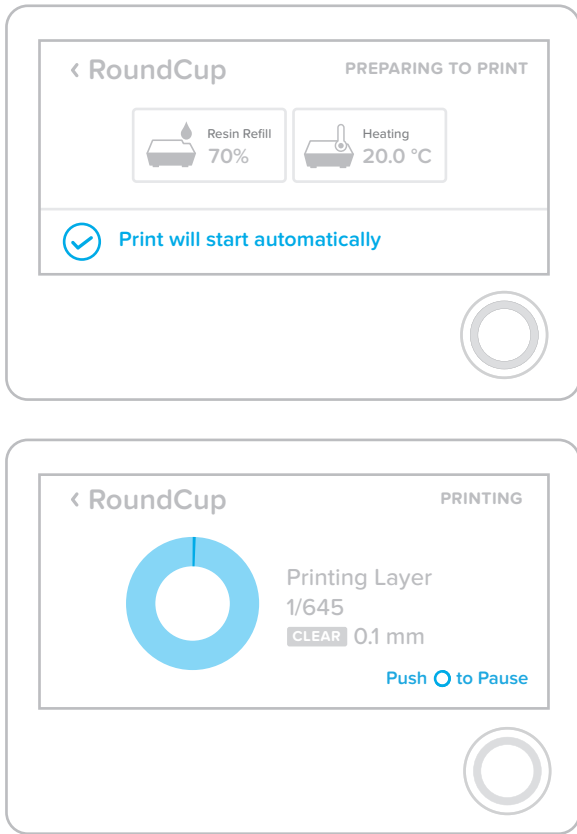 ‹ RoundCup PREPARING TO PRINT
Resin Refill
70%
Heating
20.0 °C
Print will start automatically
‹ RoundCup PRINTING
Printing Layer
1/645
CLEAR 0.1 mm
Push O to Pause